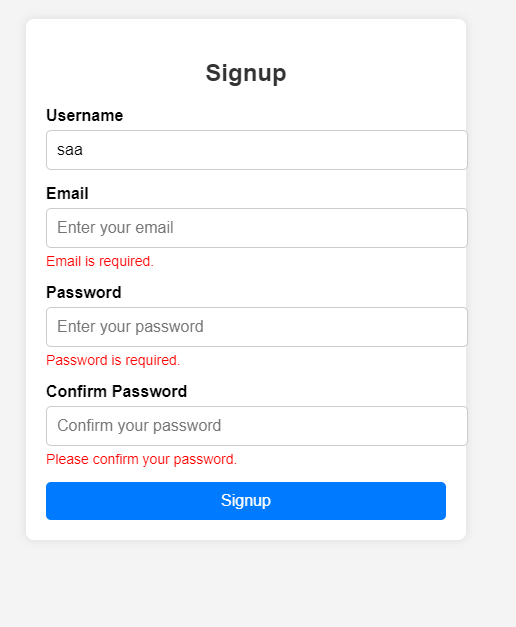 Signup
Username
saa
Email
Enter your email
Email is required.
Password
Enter your password
Password is required.
Confirm Password
Confirm your password
Please confirm your password.
Signup